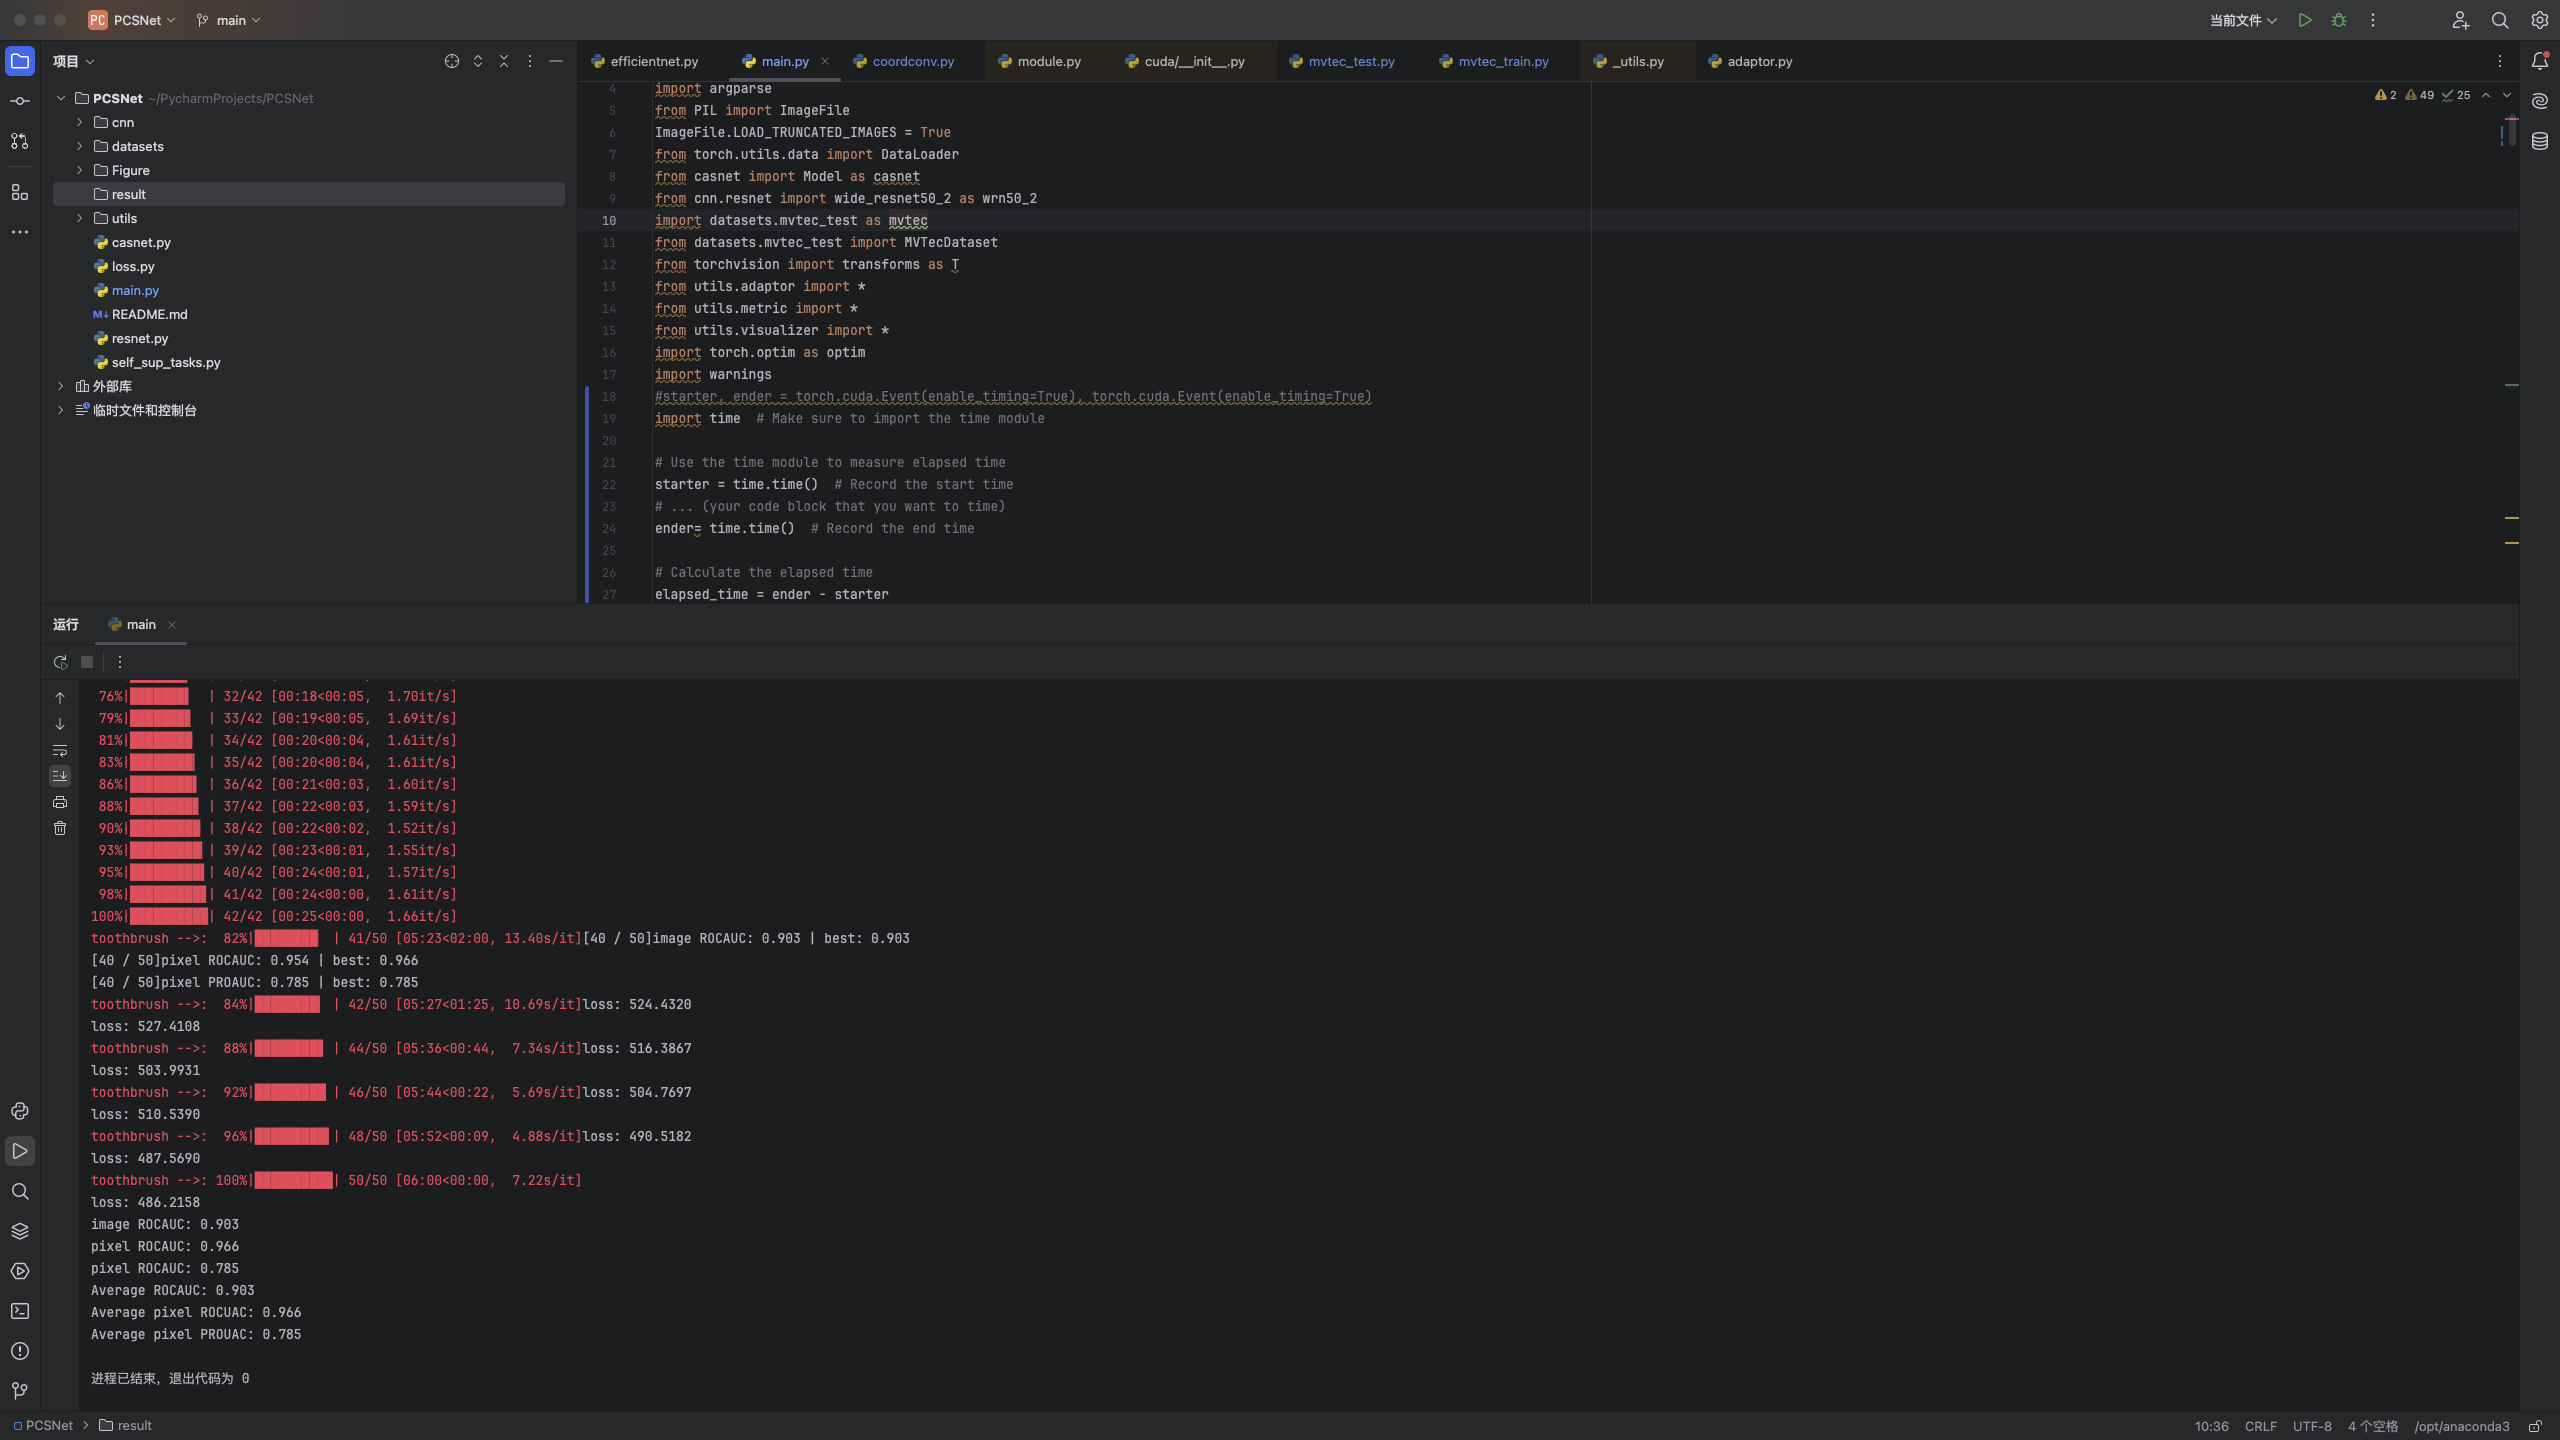 PC PCSNet main 当前文件
项目
PCSNet ~/PycharmProjects/PCSNet
cnn
datasets
Figure
result
utils
casnet.py
loss.py
main.py
M↓ README.md
resnet.py
self_sup_tasks.py
外部库
临时文件和控制台
efficientnet.py main.py coordconv.py module.py cuda/__init__.py mvtec_test.py mvtec_train.py _utils.py adaptor.py
2 49 25
4 import argparse
5 from PIL import ImageFile
6 ImageFile.LOAD_TRUNCATED_IMAGES = True
7 from torch.utils.data import DataLoader
8 from casnet import Model as casnet
9 from cnn.resnet import wide_resnet50_2 as wrn50_2
10 import datasets.mvtec_test as mvtec
11 from datasets.mvtec_test import MVTecDataset
12 from torchvision import transforms as T
13 from utils.adaptor import *
14 from utils.metric import *
15 from utils.visualizer import *
16 import torch.optim as optim
17 import warnings
18 #starter, ender = torch.cuda.Event(enable_timing=True), torch.cuda.Event(enable_timing=True)
19 import time  # Make sure to import the time module
20
21 # Use the time module to measure elapsed time
22 starter = time.time()  # Record the start time
23 # ... (your code block that you want to time)
24 ender= time.time()  # Record the end time
25
26 # Calculate the elapsed time
27 elapsed_time = ender - starter
运行 main
76%| | 32/42 [00:18<00:05,  1.70it/s]
79%| | 33/42 [00:19<00:05,  1.69it/s]
81%| | 34/42 [00:20<00:04,  1.61it/s]
83%| | 35/42 [00:20<00:04,  1.61it/s]
86%| | 36/42 [00:21<00:03,  1.60it/s]
88%| | 37/42 [00:22<00:03,  1.59it/s]
90%| | 38/42 [00:22<00:02,  1.52it/s]
93%| | 39/42 [00:23<00:01,  1.55it/s]
95%| | 40/42 [00:24<00:01,  1.57it/s]
98%| | 41/42 [00:24<00:00,  1.61it/s]
100%| | 42/42 [00:25<00:00,  1.66it/s]
toothbrush -->:  82%| | 41/50 [05:23<02:00, 13.40s/it][40 / 50]image ROCAUC: 0.903 | best: 0.903
[40 / 50]pixel ROCAUC: 0.954 | best: 0.966
[40 / 50]pixel PROAUC: 0.785 | best: 0.785
toothbrush -->:  84%| | 42/50 [05:27<01:25, 10.69s/it]loss: 524.4320
loss: 527.4108
toothbrush -->:  88%| | 44/50 [05:36<00:44,  7.34s/it]loss: 516.3867
loss: 503.9931
toothbrush -->:  92%| | 46/50 [05:44<00:22,  5.69s/it]loss: 504.7697
loss: 510.5390
toothbrush -->:  96%| | 48/50 [05:52<00:09,  4.88s/it]loss: 490.5182
loss: 487.5690
toothbrush -->: 100%| | 50/50 [06:00<00:00,  7.22s/it]
loss: 486.2158
image ROCAUC: 0.903
pixel ROCAUC: 0.966
pixel ROCAUC: 0.785
Average ROCAUC: 0.903
Average pixel ROCUAC: 0.966
Average pixel PROUAC: 0.785
进程已结束，退出代码为 0
PCSNet > result 10:36 CRLF UTF-8 4 个空格 /opt/anaconda3